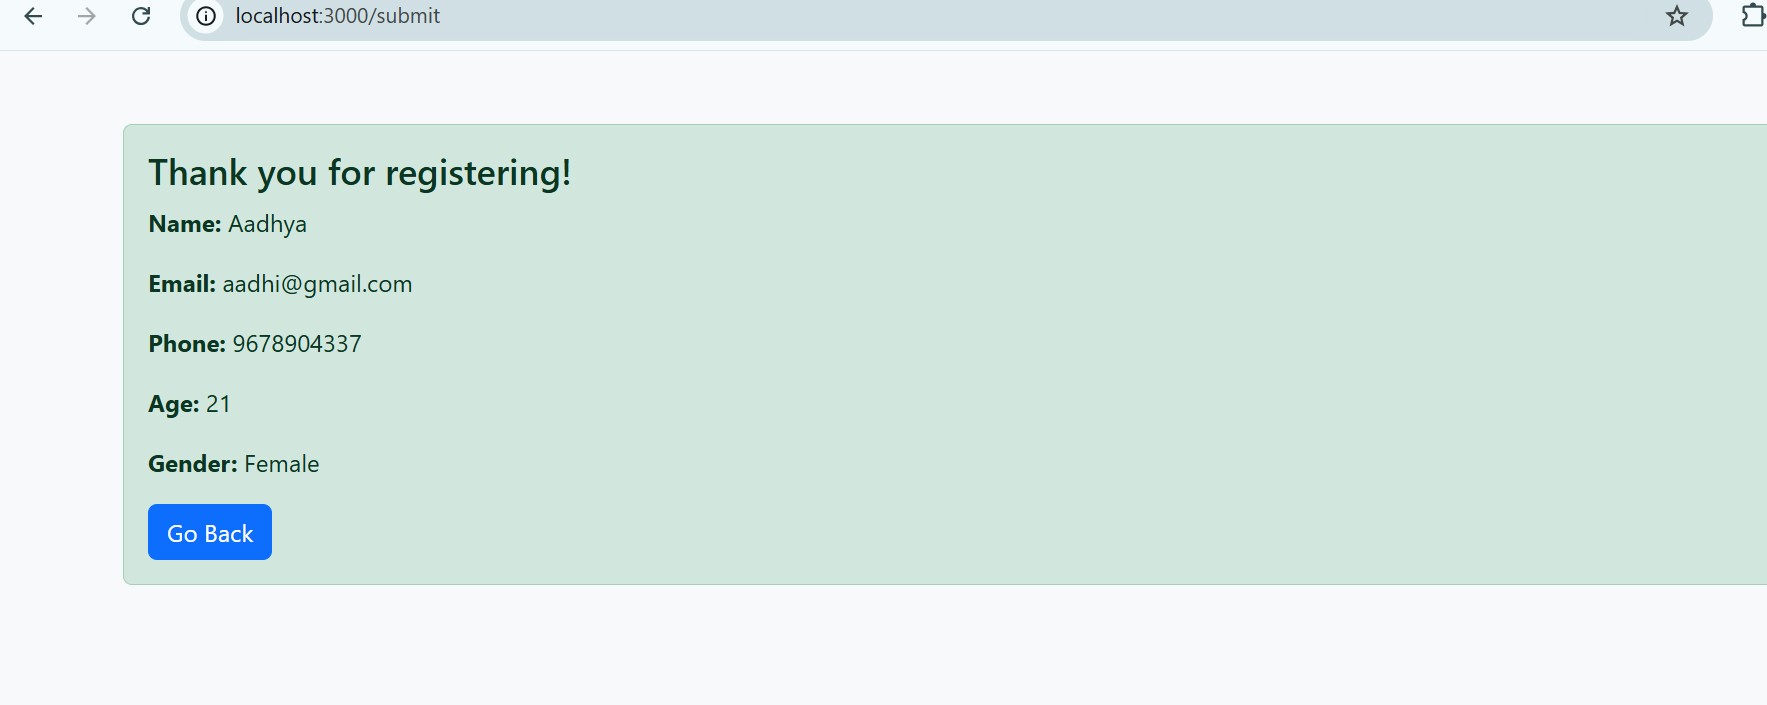 localhost:3000/submit
Thank you for registering!
Name: Aadhya
Email: aadhi@gmail.com
Phone: 9678904337
Age: 21
Gender: Female
Go Back